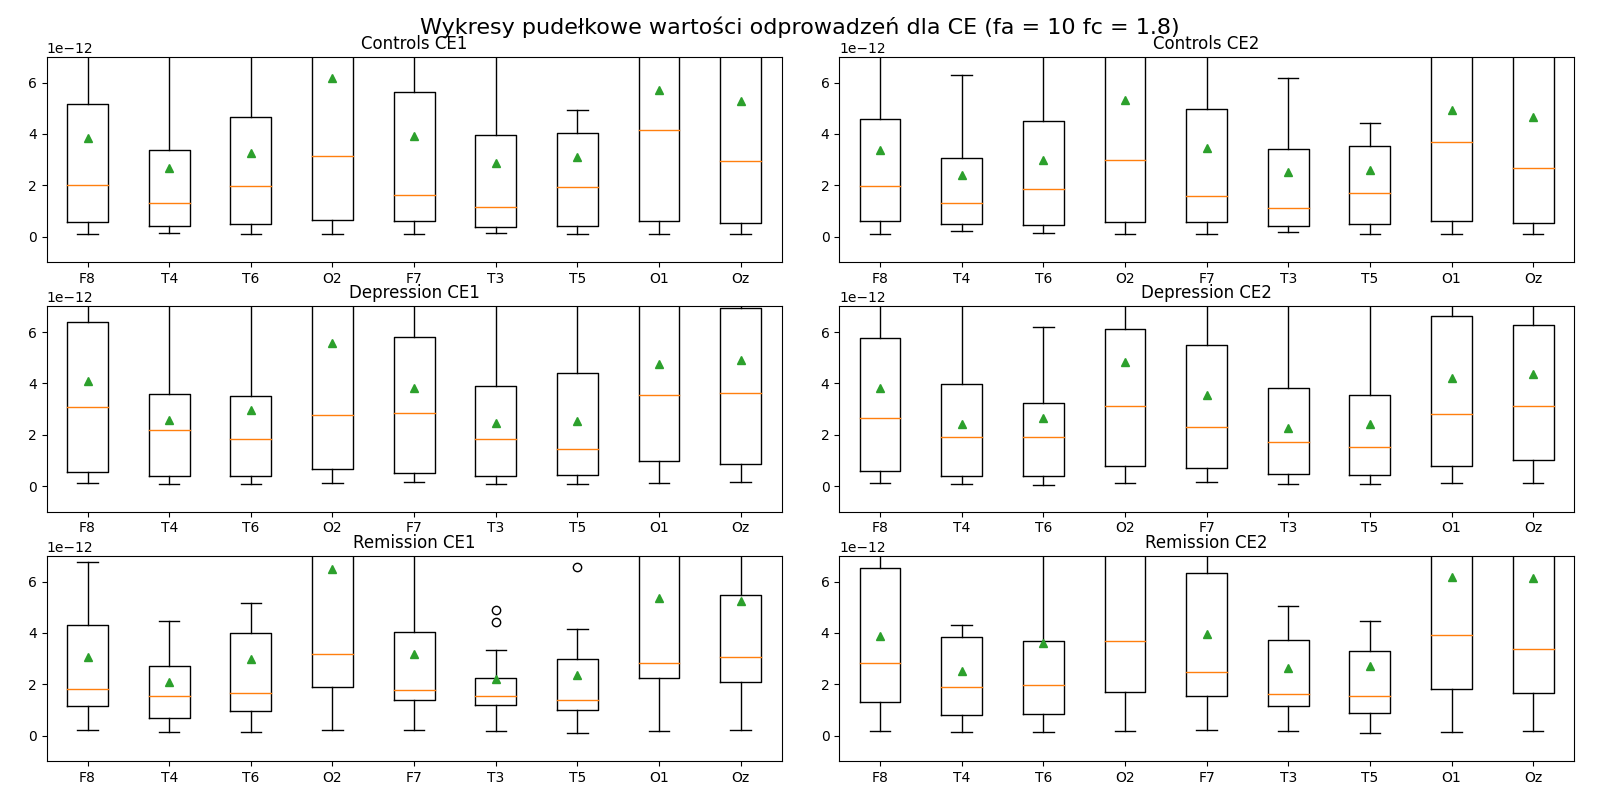 Wykresy pudełkowe wartości odprowadzeń dla CE (fa = 10 fc = 1.8)
Controls CE1
1e−12
6
4
2
0
F8 T4 T6 O2 F7 T3 T5 O1 Oz
Controls CE2
1e−12
6
4
2
0
F8 T4 T6 O2 F7 T3 T5 O1 Oz
Depression CE1
1e−12
6
4
2
0
F8 T4 T6 O2 F7 T3 T5 O1 Oz
Depression CE2
1e−12
6
4
2
0
F8 T4 T6 O2 F7 T3 T5 O1 Oz
Remission CE1
1e−12
6
4
2
0
F8 T4 T6 O2 F7 T3 T5 O1 Oz
Remission CE2
1e−12
6
4
2
0
F8 T4 T6 O2 F7 T3 T5 O1 Oz